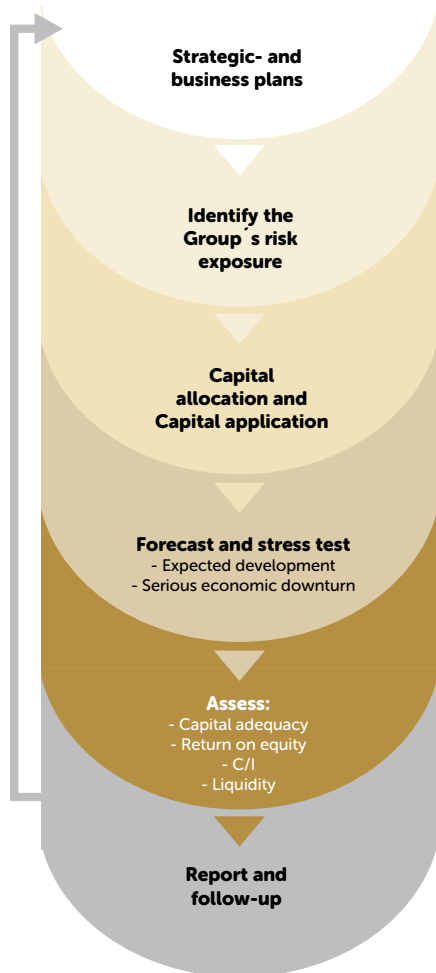 Strategic- and
business plans
Identify the
Group´s risk
exposure
Capital
allocation and
Capital application
Forecast and stress test
- Expected development
- Serious economic downturn
Assess:
- Capital adequacy
- Return on equity
- C/I
- Liquidity
Report and
follow-up